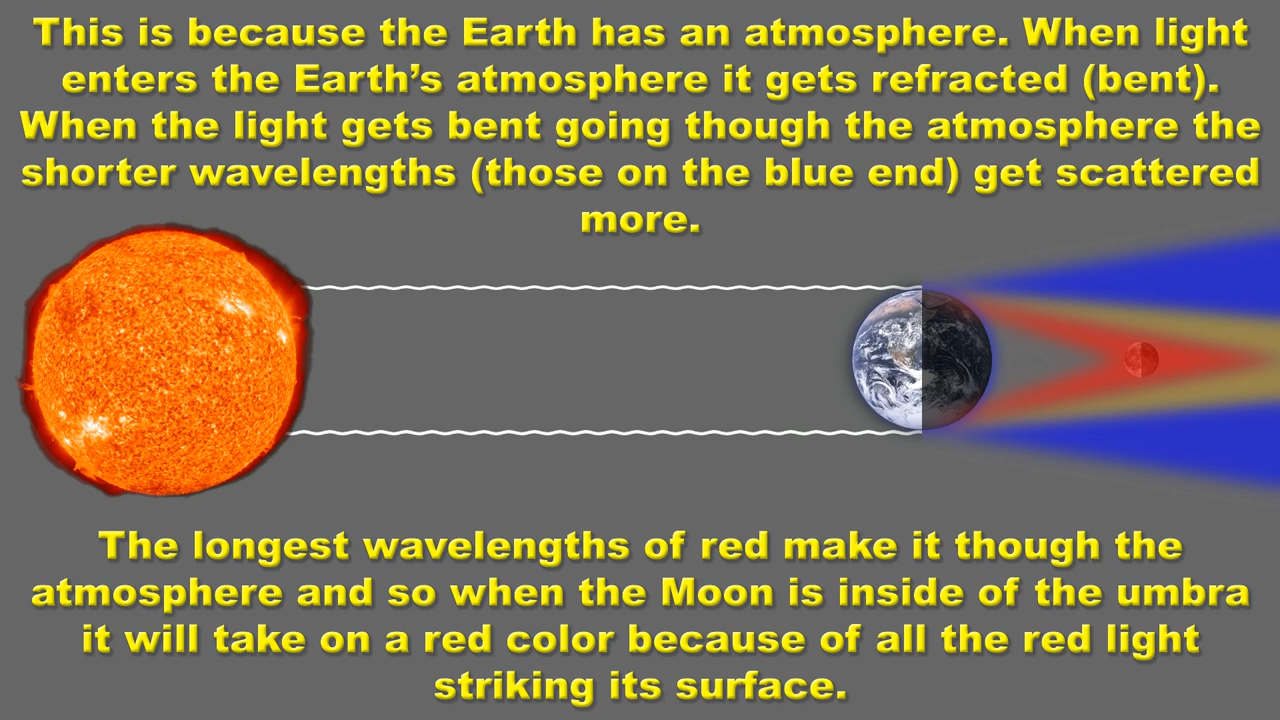 This is because the Earth has an atmosphere. When light
enters the Earth’s atmosphere it gets refracted (bent).
When the light gets bent going though the atmosphere the
shorter wavelengths (those on the blue end) get scattered
more.
The longest wavelengths of red make it though the
atmosphere and so when the Moon is inside of the umbra
it will take on a red color because of all the red light
striking its surface.